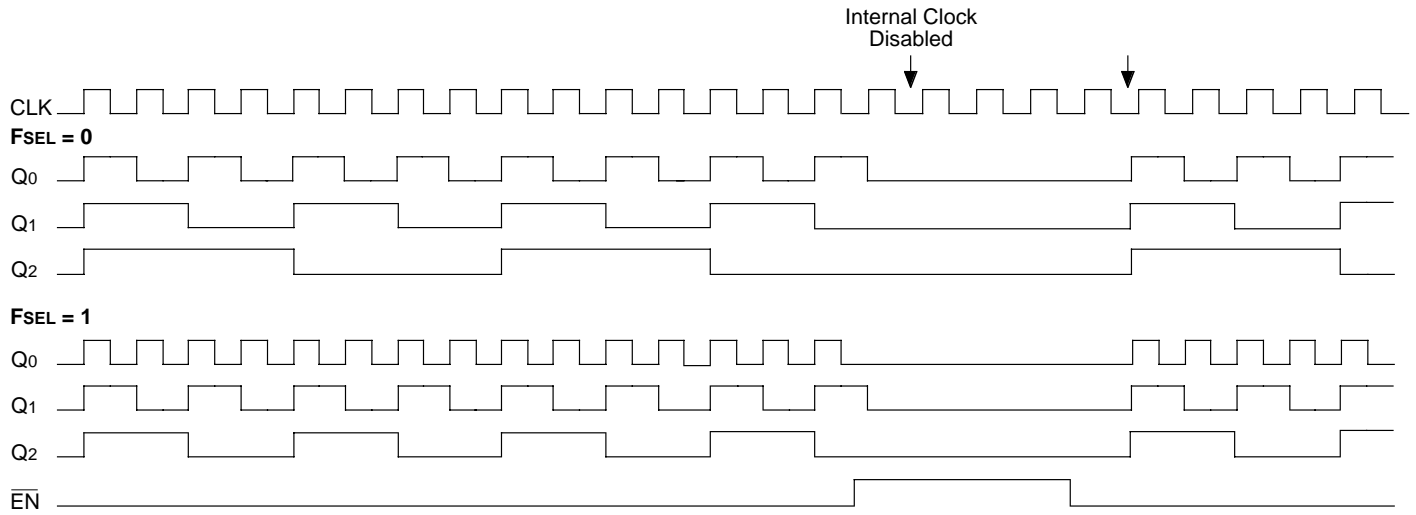 Internal Clock
Disabled
CLK
FSEL = 0
Q0
Q1
Q2
FSEL = 1
Q0
Q1
Q2
EN